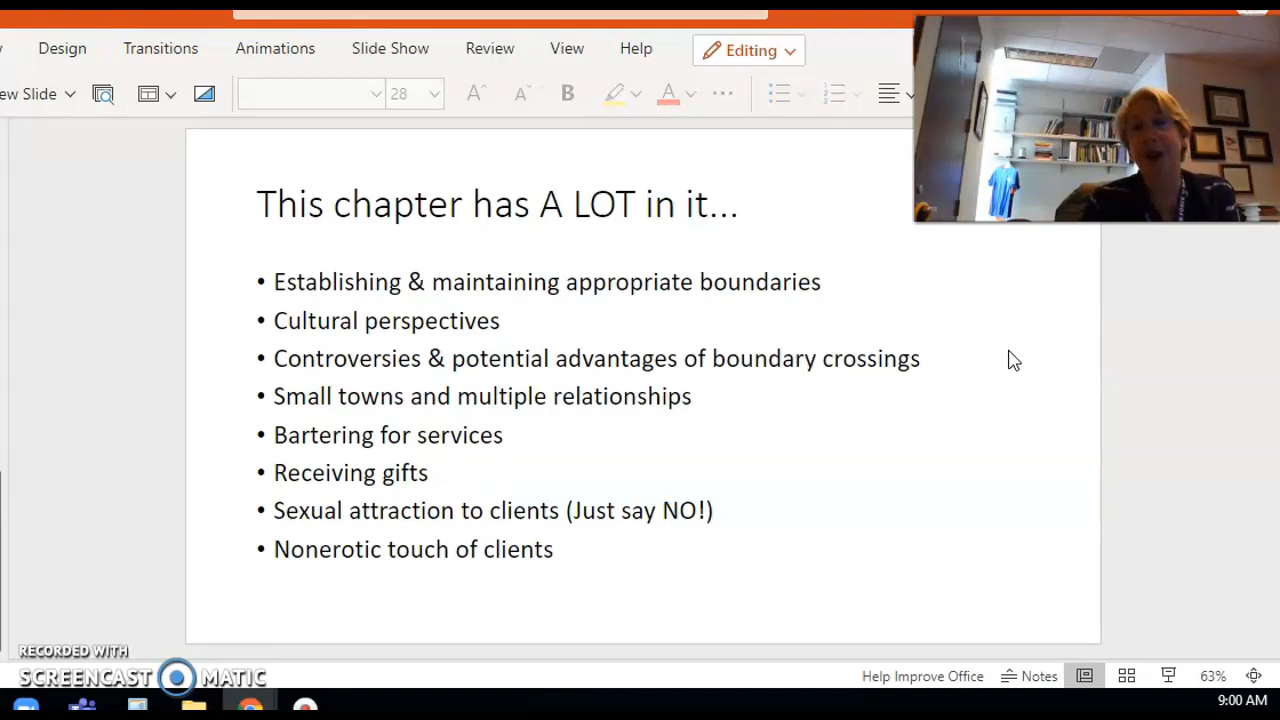 Design Transitions Animations Slide Show Review View Help Editing
ew Slide 28 A A B A
This chapter has A LOT in it...
• Establishing & maintaining appropriate boundaries
• Cultural perspectives
• Controversies & potential advantages of boundary crossings
• Small towns and multiple relationships
• Bartering for services
• Receiving gifts
• Sexual attraction to clients (Just say NO!)
• Nonerotic touch of clients
RECORDED WITH
SCREENCAST MATIC
Help Improve Office Notes 63%
9:00 AM